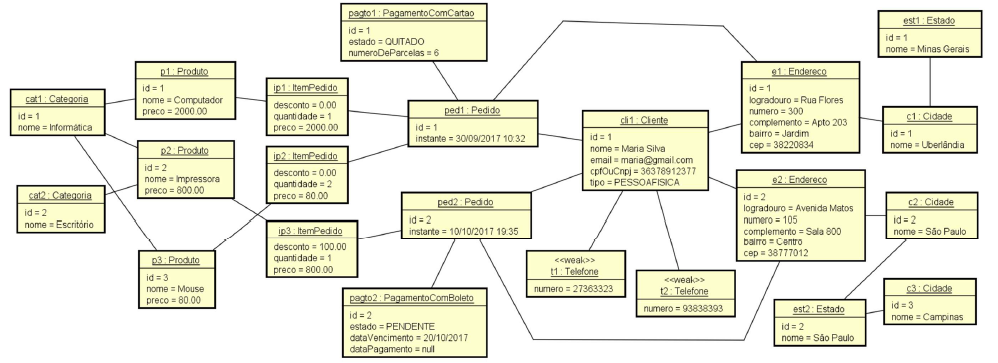 pagto1 : PagamentoComCartao
id = 1
estado = QUITADO
numeroDeParcelas = 6
est1 : Estado
id = 1
nome = Minas Gerais
p1 : Produto
id = 1
nome = Computador
preco = 2000.00
e1 : Endereco
id = 1
logradouro = Rua Flores
numero = 300
complemento = Apto 203
bairro = Jardim
cep = 38220834
cat1 : Categoria
id = 1
nome = Informática
ip1 : ItemPedido
desconto = 0.00
quantidade = 1
preco = 2000.00
ped1 : Pedido
id = 1
instante = 30/09/2017 10:32
cli1 : Cliente
id = 1
nome = Maria Silva
email = maria@gmail.com
cpfOuCnpj = 36378912377
tipo = PESSOAFISICA
c1 : Cidade
id = 1
nome = Uberlândia
p2 : Produto
id = 2
nome = Impressora
preco = 800.00
ip2 : ItemPedido
desconto = 0.00
quantidade = 2
preco = 80.00
e2 : Endereco
id = 2
logradouro = Avenida Matos
numero = 105
complemento = Sala 800
bairro = Centro
cep = 38777012
cat2 : Categoria
id = 2
nome = Escritório
ped2 : Pedido
id = 2
instante = 10/10/2017 19:35
c2 : Cidade
id = 2
nome = São Paulo
ip3 : ItemPedido
desconto = 100.00
quantidade = 1
preco = 800.00
p3 : Produto
id = 3
nome = Mouse
preco = 80.00
<<weak>>
t1 : Telefone
numero = 27363323
<<weak>>
t2 : Telefone
numero = 93838393
c3 : Cidade
id = 3
nome = Campinas
pagto2 : PagamentoComBoleto
id = 2
estado = PENDENTE
dataVencimento = 20/10/2017
dataPagamento = null
est2 : Estado
id = 2
nome = São Paulo